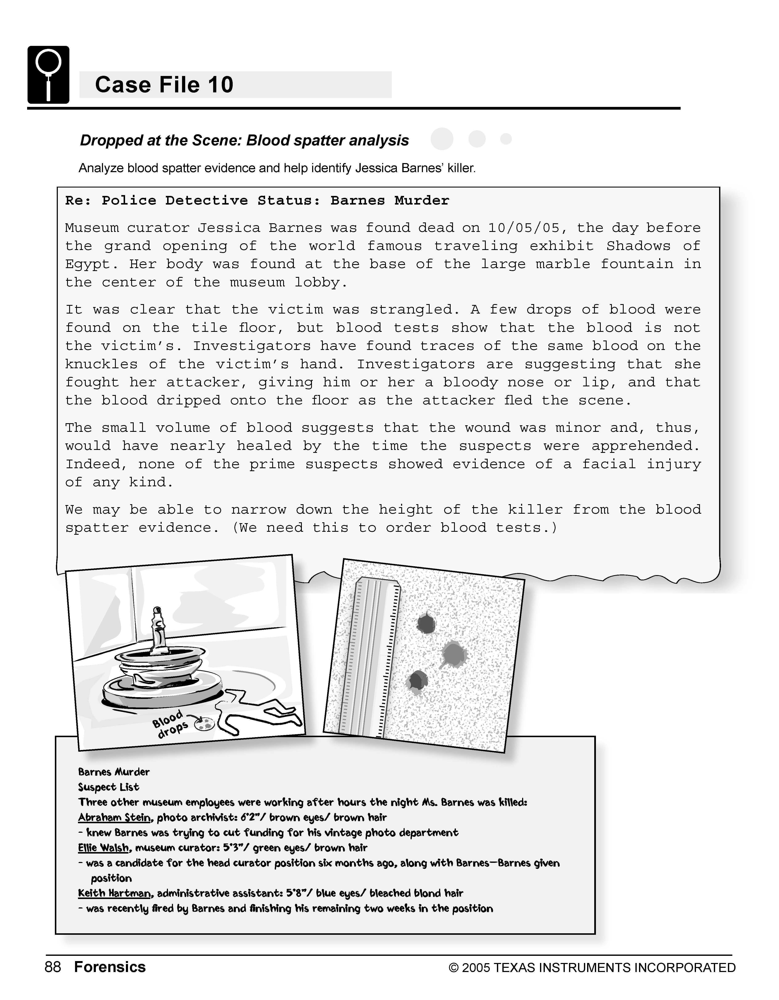 Case File 10
Dropped at the Scene: Blood spatter analysis
Analyze blood spatter evidence and help identify Jessica Barnes’ killer.
Re: Police Detective Status: Barnes Murder
Museum curator Jessica Barnes was found dead on 10/05/05, the day before
the grand opening of the world famous traveling exhibit Shadows of
Egypt. Her body was found at the base of the large marble fountain in
the center of the museum lobby.
It was clear that the victim was strangled. A few drops of blood were
found on the tile floor, but blood tests show that the blood is not
the victim’s. Investigators have found traces of the same blood on the
knuckles of the victim’s hand. Investigators are suggesting that she
fought her attacker, giving him or her a bloody nose or lip, and that
the blood dripped onto the floor as the attacker fled the scene.
The small volume of blood suggests that the wound was minor and, thus,
would have nearly healed by the time the suspects were apprehended.
Indeed, none of the prime suspects showed evidence of a facial injury
of any kind.
We may be able to narrow down the height of the killer from the blood
spatter evidence. (We need this to order blood tests.)
Blood
drops
Barnes Murder
Suspect List
Three other museum employees were working after hours the night Ms. Barnes was killed:
Abraham Stein, photo archivist: 6’2”/ brown eyes/ brown hair
- knew Barnes was trying to cut funding for his vintage photo department
Ellie Walsh, museum curator: 5’3”/ green eyes/ brown hair
- was a candidate for the head curator position six months ago, along with Barnes—Barnes given
position
Keith Hartman, administrative assistant: 5’8”/ blue eyes/ bleached blond hair
- was recently fired by Barnes and finishing his remaining two weeks in the position
88 Forensics
© 2005 TEXAS INSTRUMENTS INCORPORATED